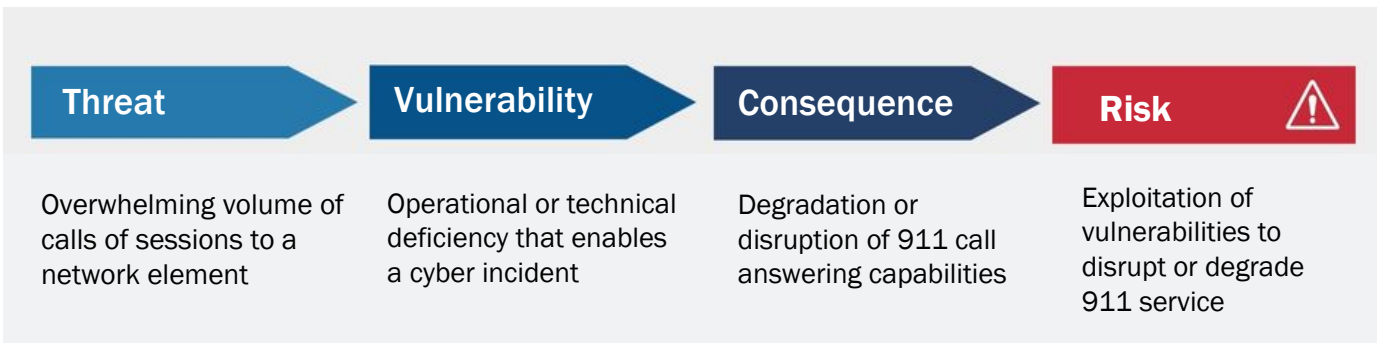 Threat
Vulnerability
Consequence
Risk
Overwhelming volume of
calls of sessions to a
network element
Operational or technical
deficiency that enables
a cyber incident
Degradation or
disruption of 911 call
answering capabilities
Exploitation of
vulnerabilities to
disrupt or degrade
911 service